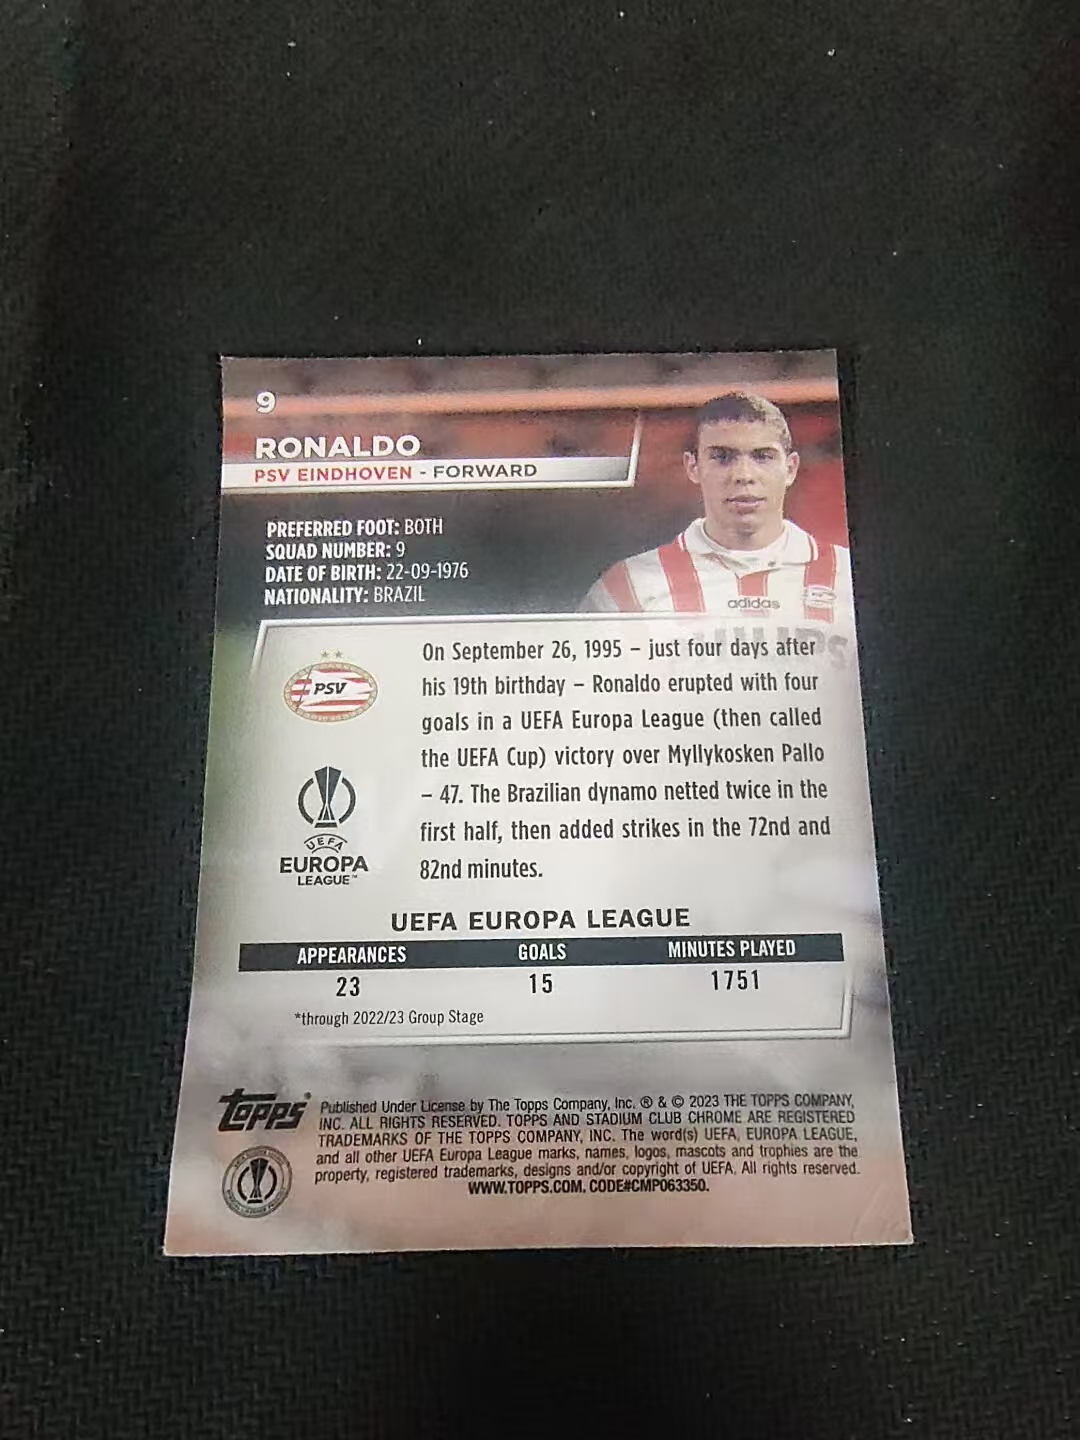 9
RONALDO
PSV EINDHOVEN - FORWARD
PREFERRED FOOT: BOTH
SQUAD NUMBER: 9
DATE OF BIRTH: 22-09-1976
NATIONALITY: BRAZIL
adidas
PSV
On September 26, 1995 – just four days after
his 19th birthday – Ronaldo erupted with four
goals in a UEFA Europa League (then called
the UEFA Cup) victory over Myllykosken Pallo
– 47. The Brazilian dynamo netted twice in the
first half, then added strikes in the 72nd and
82nd minutes.
UEFA
EUROPA
LEAGUE™
UEFA EUROPA LEAGUE
APPEARANCES GOALS MINUTES PLAYED
23 15 1751
*through 2022/23 Group Stage
topps®
Published Under License by The Topps Company, Inc. ® & © 2023 THE TOPPS COMPANY,
INC. ALL RIGHTS RESERVED. TOPPS AND STADIUM CLUB CHROME ARE REGISTERED
TRADEMARKS OF THE TOPPS COMPANY, INC. The word(s) UEFA, EUROPA LEAGUE,
and all other UEFA Europa League marks, names, logos, mascots and trophies are the
property, registered trademarks, designs and/or copyright of UEFA. All rights reserved.
WWW.TOPPS.COM. CODE#CMP063350.